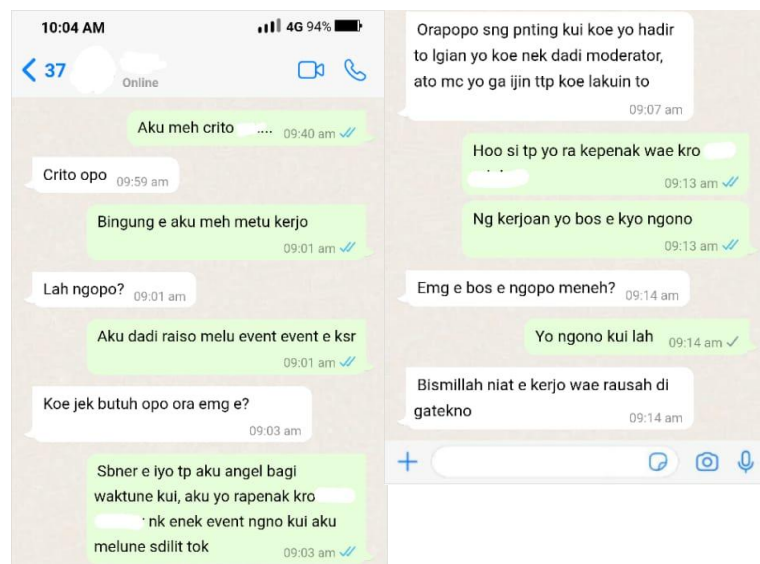 10:04 AM
4G 94%
37
Online
Aku meh crito .... 09:40 am
Crito opo 09:59 am
Bingung e aku meh metu kerjo
09:01 am
Lah ngopo? 09:01 am
Aku dadi raiso melu event event e ksr
09:01 am
Koe jek butuh opo ora emg e?
09:03 am
Sbner e iyo tp aku angel bagi
waktune kui, aku yo rapenak kro
nk enek event ngno kui aku
melune sdilit tok 09:03 am
Orapopo sng pnting kui koe yo hadir
to lgian yo koe nek dadi moderator,
ato mc yo ga ijin ttp koe lakuin to
09:07 am
Hoo si tp yo ra kepenak wae kro
09:13 am
Ng kerjoan yo bos e kyo ngono
09:13 am
Emg e bos e ngopo meneh? 09:14 am
Yo ngono kui lah 09:14 am
Bismillah niat e kerjo wae rausah di
gatekno 09:14 am